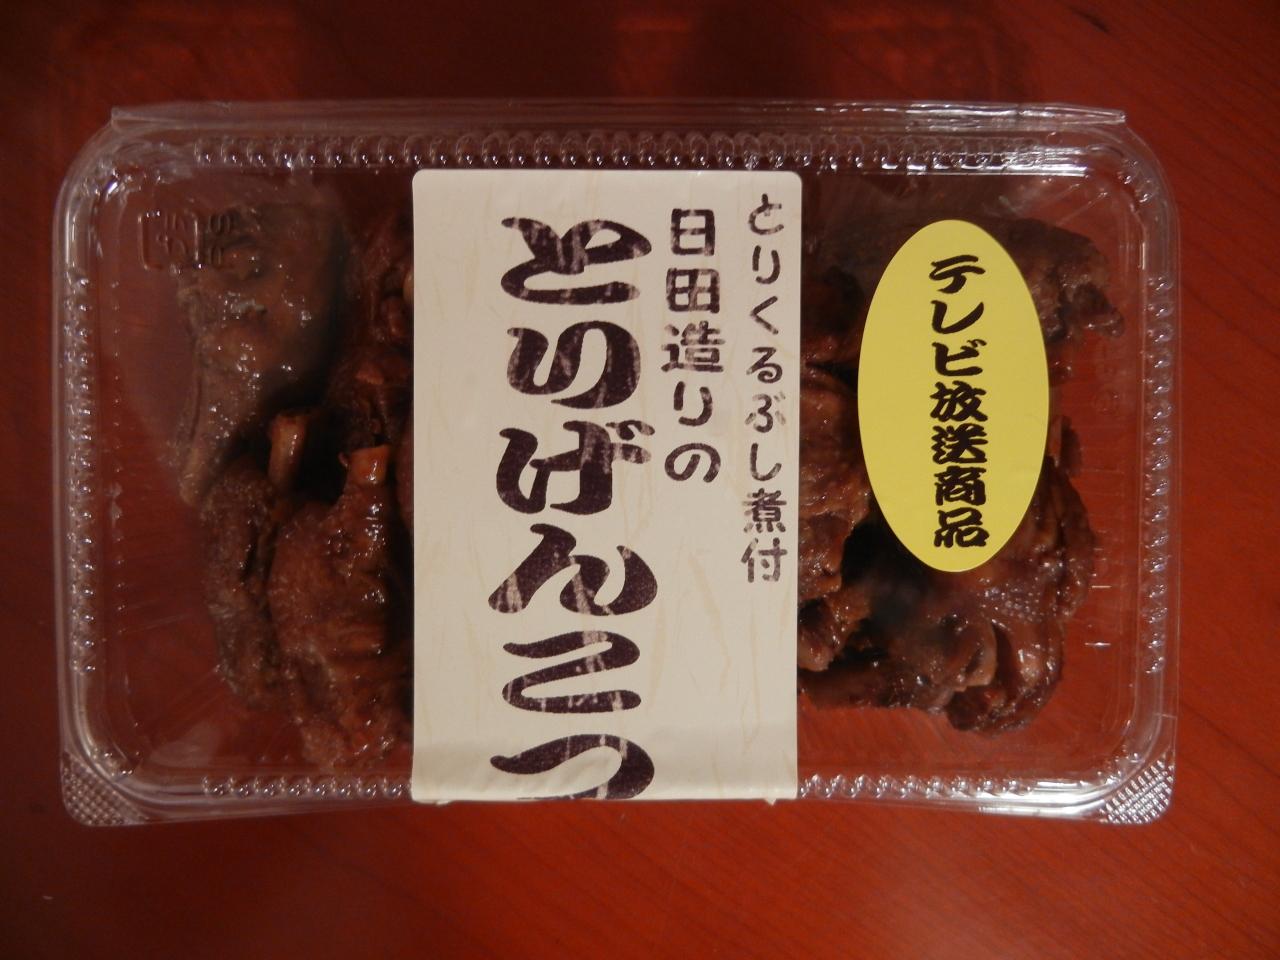 とりくるぶし煮付
日田造りの
とりげんこつ
テレビ放送商品